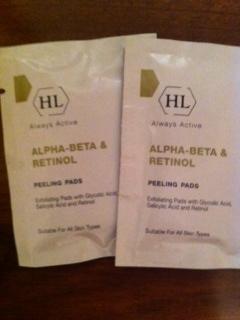 HL
Always Active
ALPHA-BETA &
RETINOL
PEELING PADS
Exfoliating Pads with Glycolic Acid,
Salicylic Acid and Retinol
Suitable For All Skin Types
HL
Always Active
ALPHA-BETA &
RETINOL
PEELING PADS
Exfoliating Pads with Glycolic Acid,
Salicylic Acid and Retinol
Suitable For All Skin Types